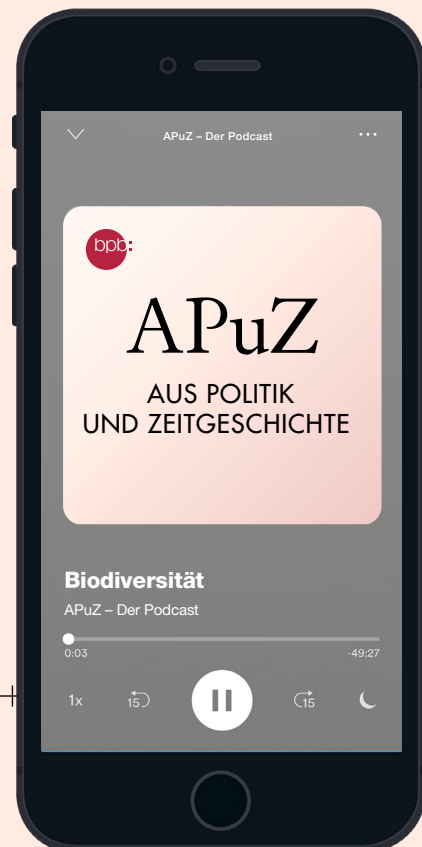 APuZ – Der Podcast
bpb:
APuZ
AUS POLITIK
UND ZEITGESCHICHTE
Biodiversität
APuZ – Der Podcast
0:03 -49:27
1x 15 15